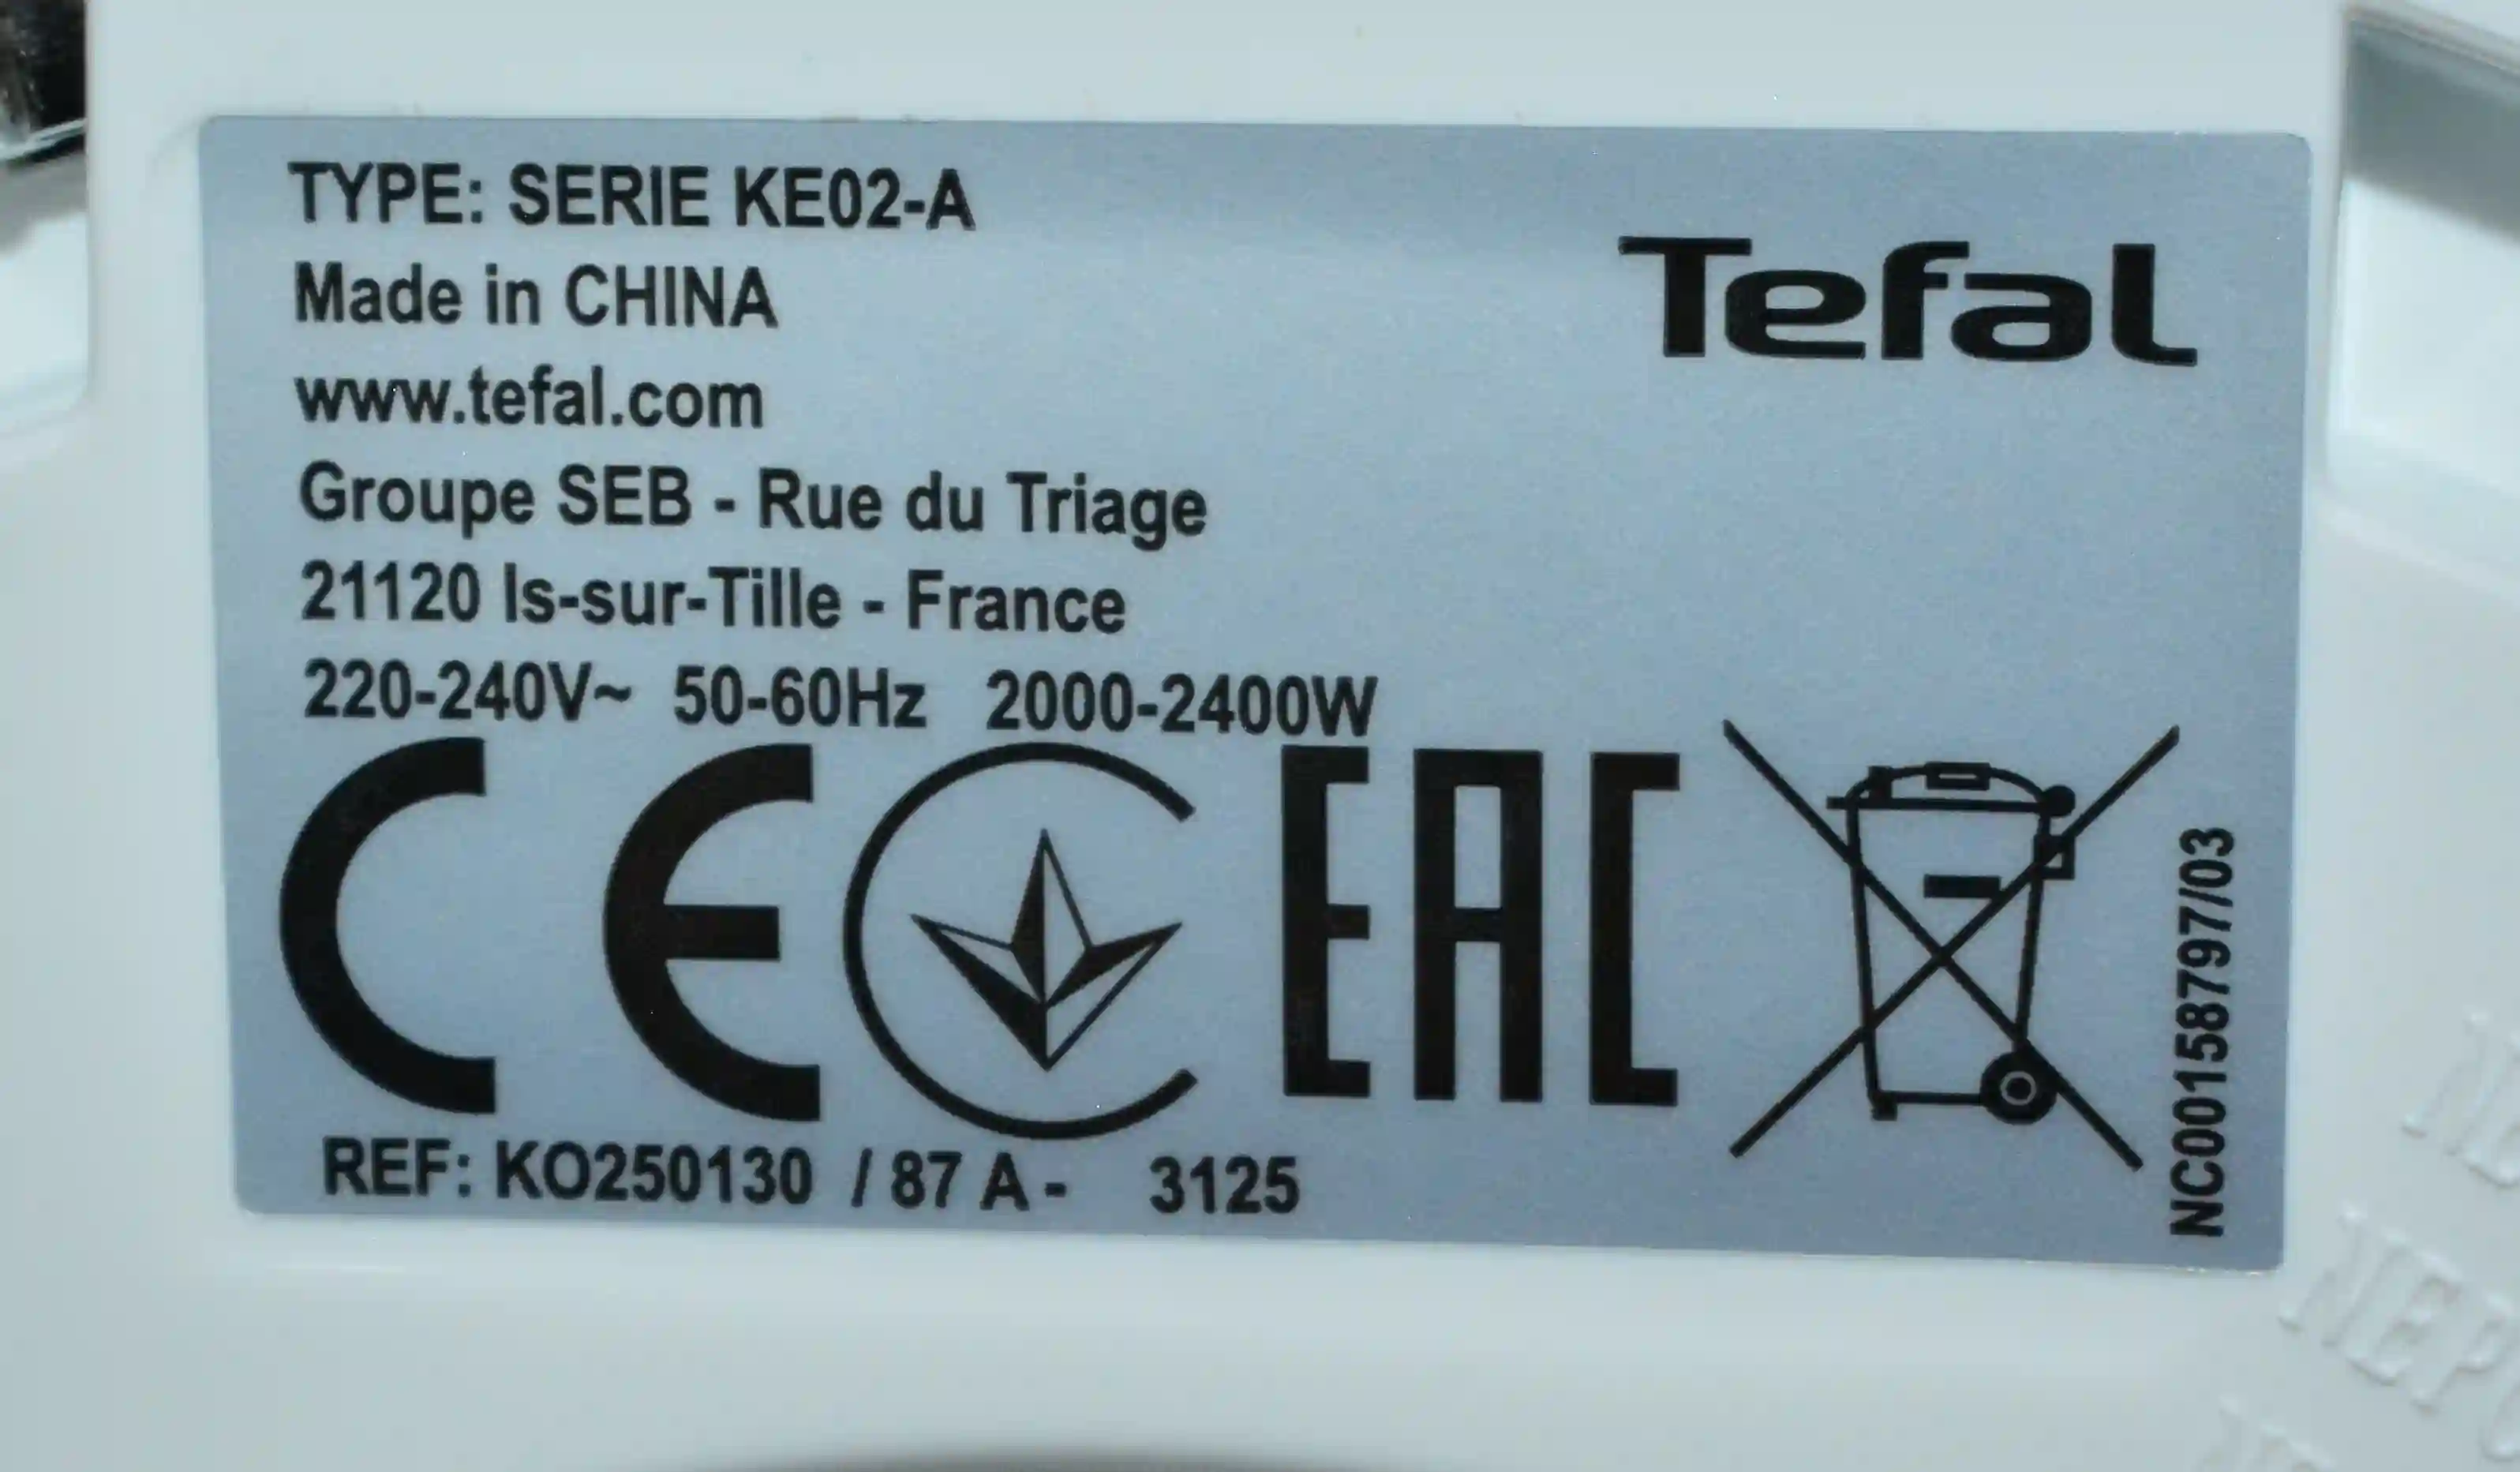 TYPE: SERIE KE02-A
Made in CHINA
www.tefal.com
Groupe SEB - Rue du Triage
21120 Is-sur-Tille - France
220-240V~ 50-60Hz 2000-2400W
Tefal
CE EAC
REF: KO250130 / 87 A - 3125
NC00158797/03